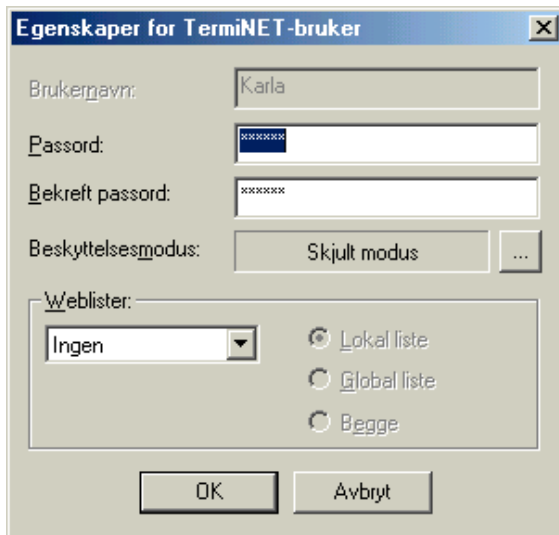 Egenskaper for TermiNET-bruker
Brukernavn: Karla
Passord: ******
Bekreft passord: ******
Beskyttelsesmodus: Skjult modus ...
Weblister:
Ingen Lokal liste
Global liste
Begge
OK Avbryt